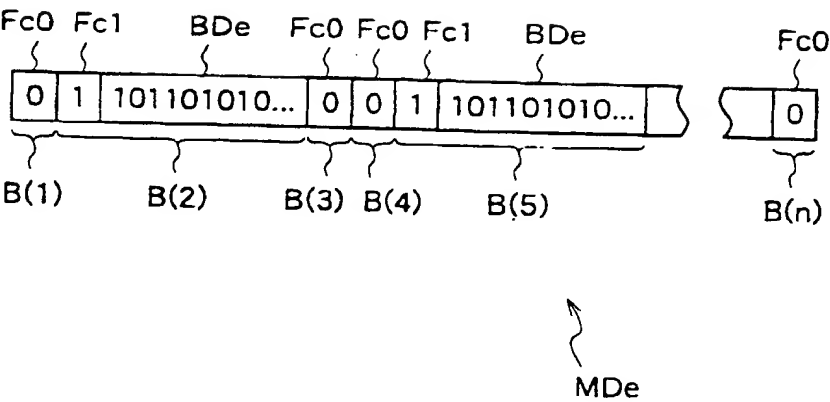 Fc0 Fc1 BDe Fc0 Fc0 Fc1 BDe Fc0
0 1 101101010... 0 0 1 101101010... 0
B(1) B(2) B(3) B(4) B(5) B(n)
MDe